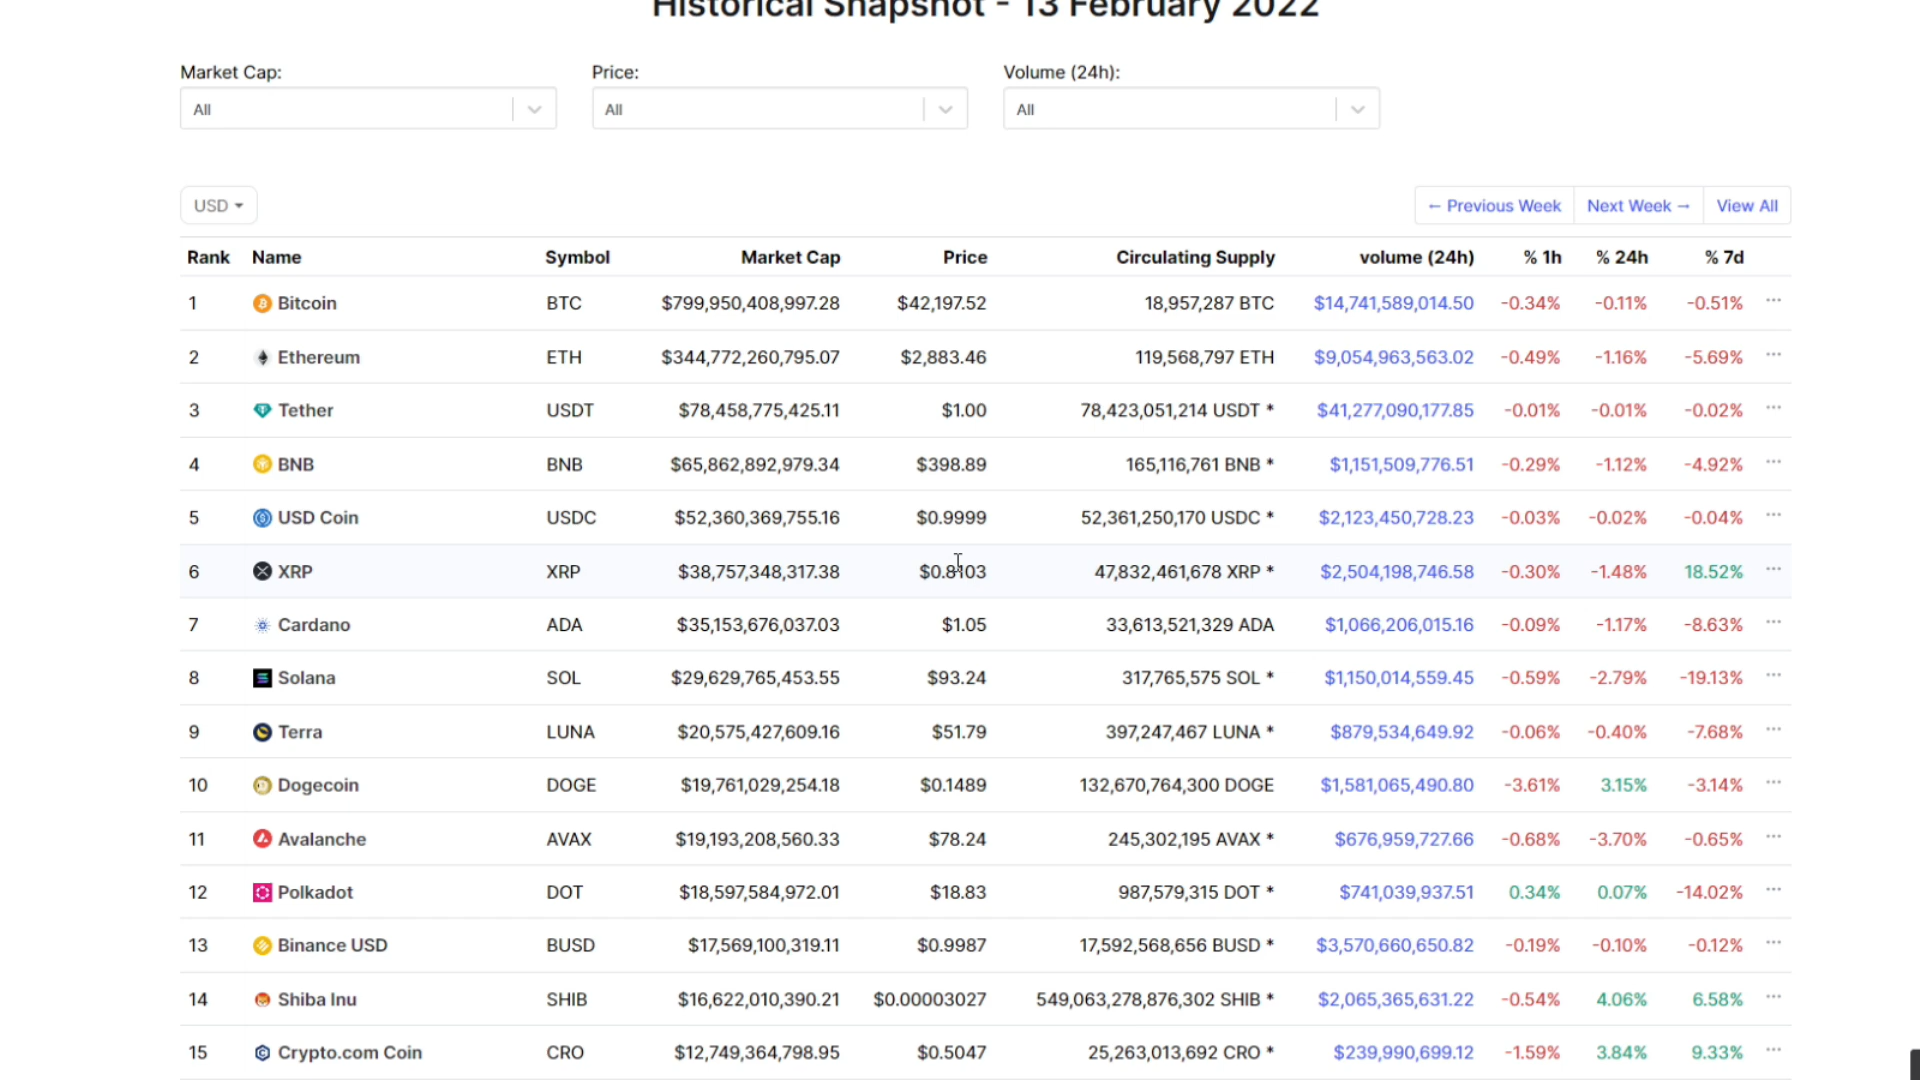 Historical Snapshot - 13 February 2022
Market Cap: Price: Volume (24h):
All All All
USD ← Previous Week Next Week → View All
Rank Name Symbol Market Cap Price Circulating Supply volume (24h) % 1h % 24h % 7d
1 Bitcoin BTC $799,950,408,997.28 $42,197.52 18,957,287 BTC $14,741,589,014.50 -0.34% -0.11% -0.51% ...
2 Ethereum ETH $344,772,260,795.07 $2,883.46 119,568,797 ETH $9,054,963,563.02 -0.49% -1.16% -5.69% ...
3 Tether USDT $78,458,775,425.11 $1.00 78,423,051,214 USDT * $41,277,090,177.85 -0.01% -0.01% -0.02% ...
4 BNB BNB $65,862,892,979.34 $398.89 165,116,761 BNB * $1,151,509,776.51 -0.29% -1.12% -4.92% ...
5 USD Coin USDC $52,360,369,755.16 $0.9999 52,361,250,170 USDC * $2,123,450,728.23 -0.03% -0.02% -0.04% ...
6 XRP XRP $38,757,348,317.38 $0.8103 47,832,461,678 XRP * $2,504,198,746.58 -0.30% -1.48% 18.52% ...
7 Cardano ADA $35,153,676,037.03 $1.05 33,613,521,329 ADA $1,066,206,015.16 -0.09% -1.17% -8.63% ...
8 Solana SOL $29,629,765,453.55 $93.24 317,765,575 SOL * $1,150,014,559.45 -0.59% -2.79% -19.13% ...
9 Terra LUNA $20,575,427,609.16 $51.79 397,247,467 LUNA * $879,534,649.92 -0.06% -0.40% -7.68% ...
10 Dogecoin DOGE $19,761,029,254.18 $0.1489 132,670,764,300 DOGE $1,581,065,490.80 -3.61% 3.15% -3.14% ...
11 Avalanche AVAX $19,193,208,560.33 $78.24 245,302,195 AVAX * $676,959,727.66 -0.68% -3.70% -0.65% ...
12 Polkadot DOT $18,597,584,972.01 $18.83 987,579,315 DOT * $741,039,937.51 0.34% 0.07% -14.02% ...
13 Binance USD BUSD $17,569,100,319.11 $0.9987 17,592,568,656 BUSD * $3,570,660,650.82 -0.19% -0.10% -0.12% ...
14 Shiba Inu SHIB $16,622,010,390.21 $0.00003027 549,063,278,876,302 SHIB * $2,065,365,631.22 -0.54% 4.06% 6.58% ...
15 Crypto.com Coin CRO $12,749,364,798.95 $0.5047 25,263,013,692 CRO * $239,990,699.12 -1.59% 3.84% 9.33% ...